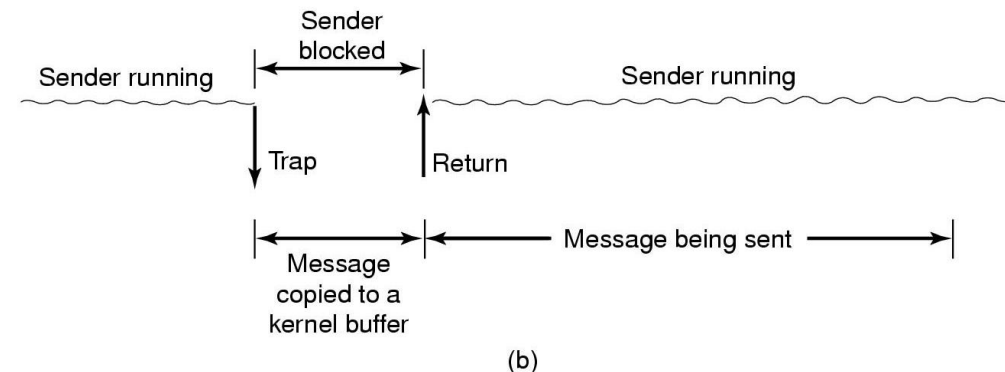 Sender
blocked
Sender running
Sender running
Trap
Return
Message being sent
Message
copied to a
kernel buffer
(b)